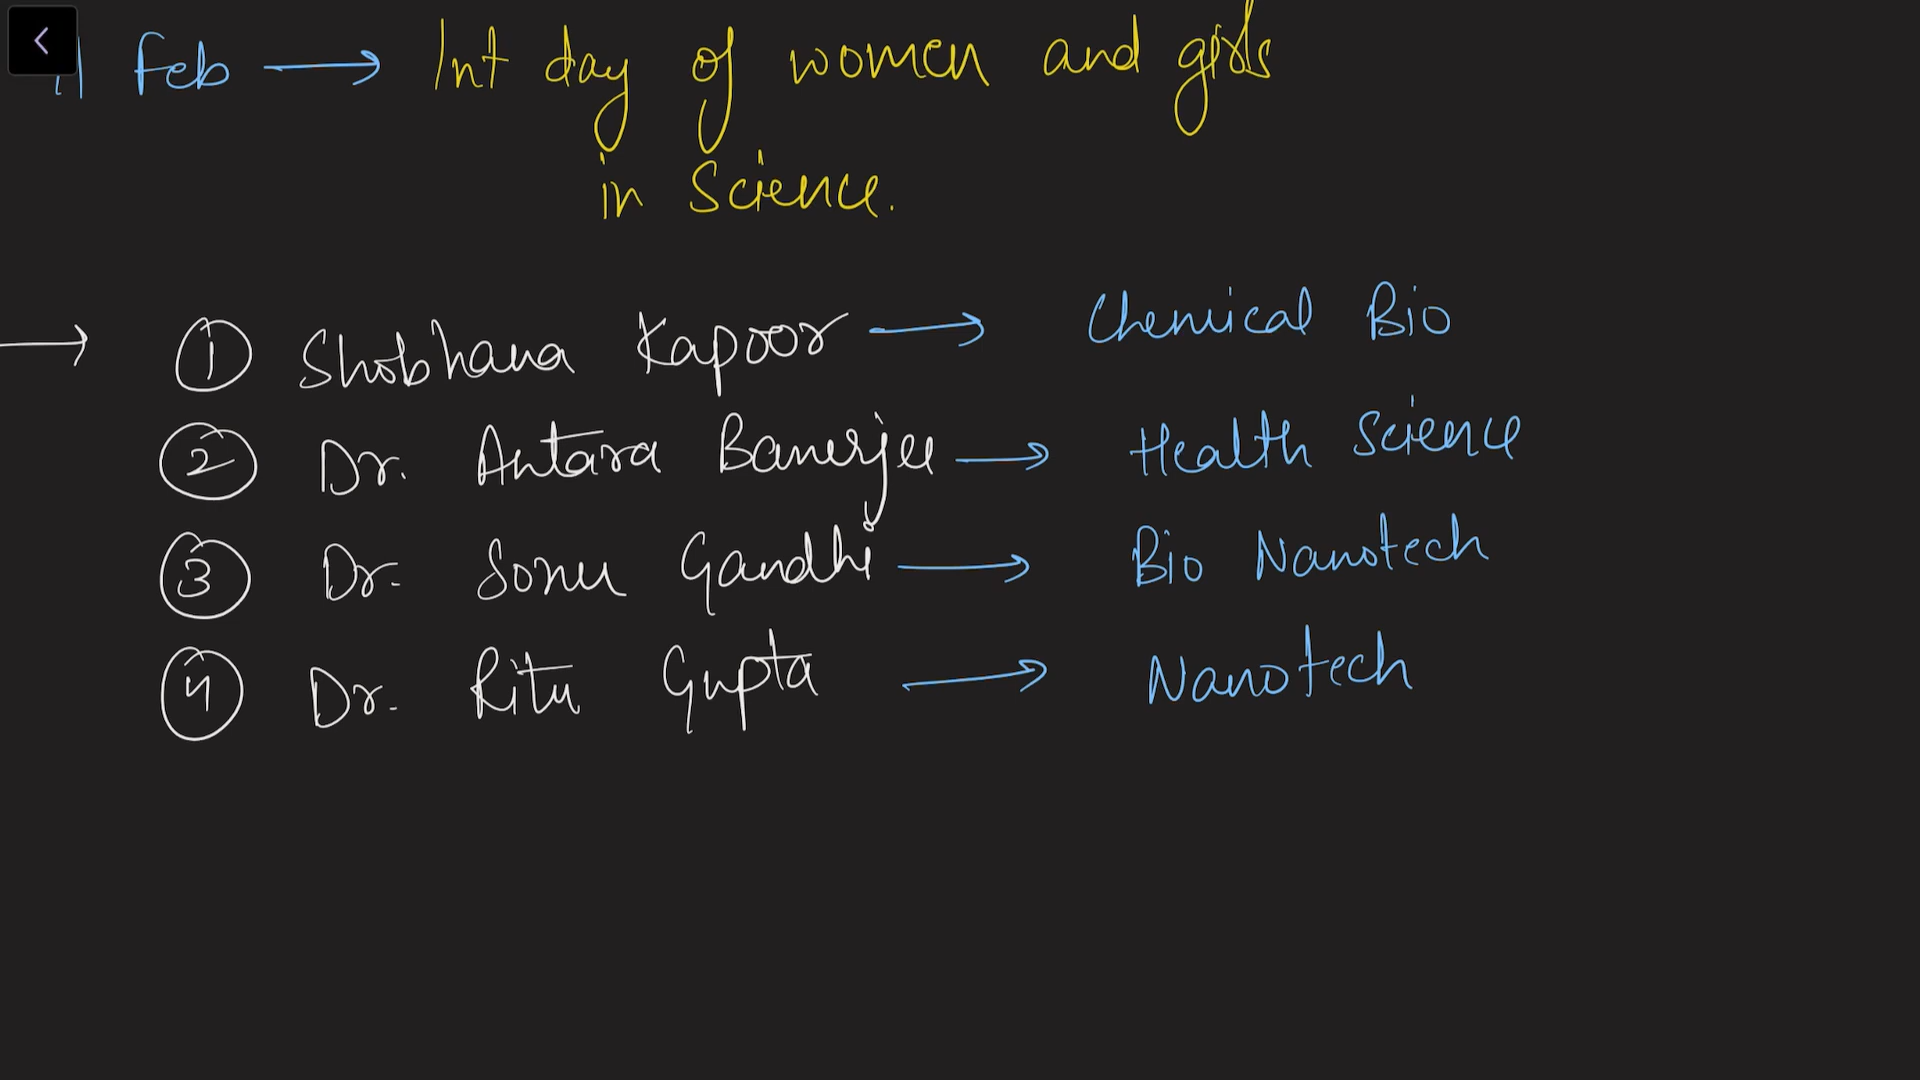 11 Feb → Int day of women and girls
in Science.
→ ① Shobhana Kapoor → Chemical Bio
② Dr. Antara Banerjee → Health Science
③ Dr. Sonu Gandhi → Bio Nanotech
④ Dr. Ritu Gupta → Nanotech